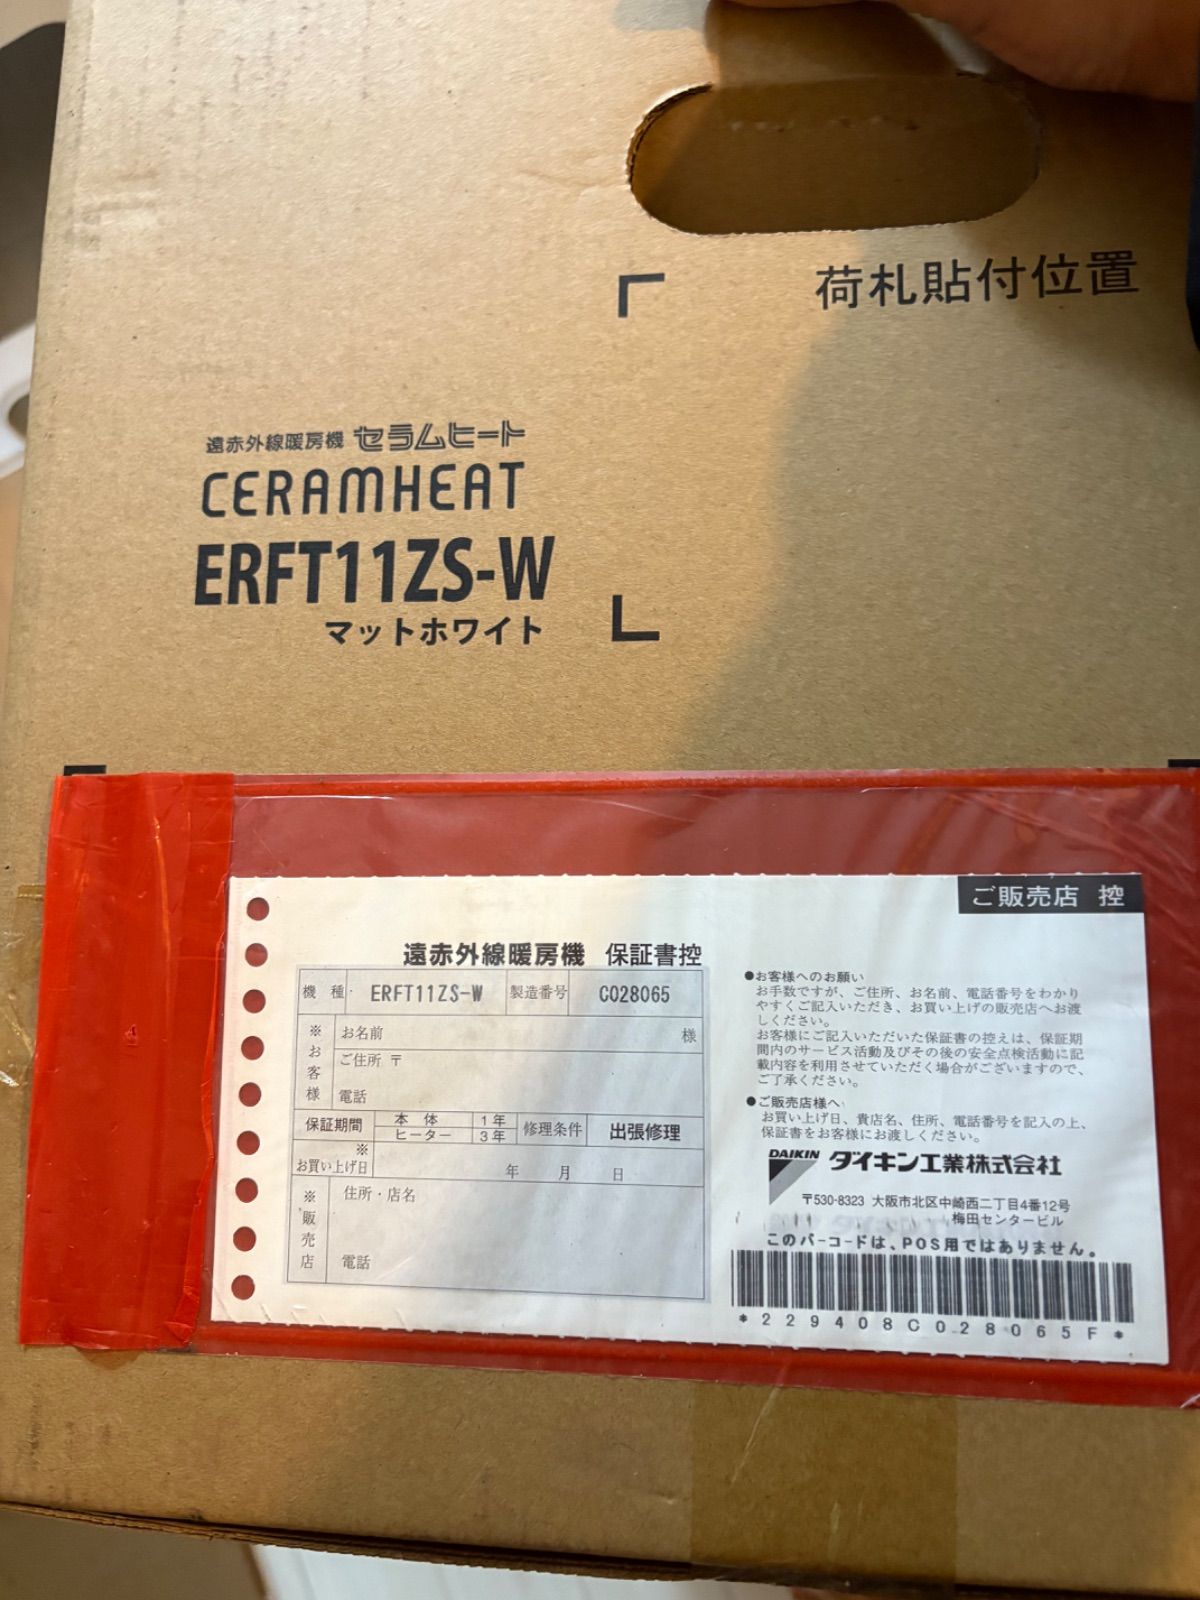 荷札貼付位置
遠赤外線暖房機 セラムヒート
CERAMHEAT
ERFT11ZS-W
マットホワイト
ご販売店 控
遠赤外線暖房機 保証書控
機種 ERFT11ZS-W 製造番号 C028065
※お客様
お名前 様
ご住所 〒
電話
保証期間 本体 1年 修理条件 出張修理
ヒーター 3年
※
お買い上げ日 年 月 日
※販売店
住所・店名
電話
●お客様へのお願い
お手数ですが、ご住所、お名前、電話番号をわかり
やすくご記入いただき、お買い上げの販売店へお渡
しください。
お客様にご記入いただいた保証書の控えは、保証期
間内のサービス活動及びその後の安全点検活動に記
載内容を利用させていただく場合がございますので、
ご了承ください。
●ご販売店様へ
お買い上げ日、貴店名、住所、電話番号を記入の上、
保証書をお客様にお渡しください。
DAIKIN ダイキン工業株式会社
〒530-8323 大阪市北区中崎西二丁目4番12号
梅田センタービル
このバーコードは、POS用ではありません。
*229408C028065F*